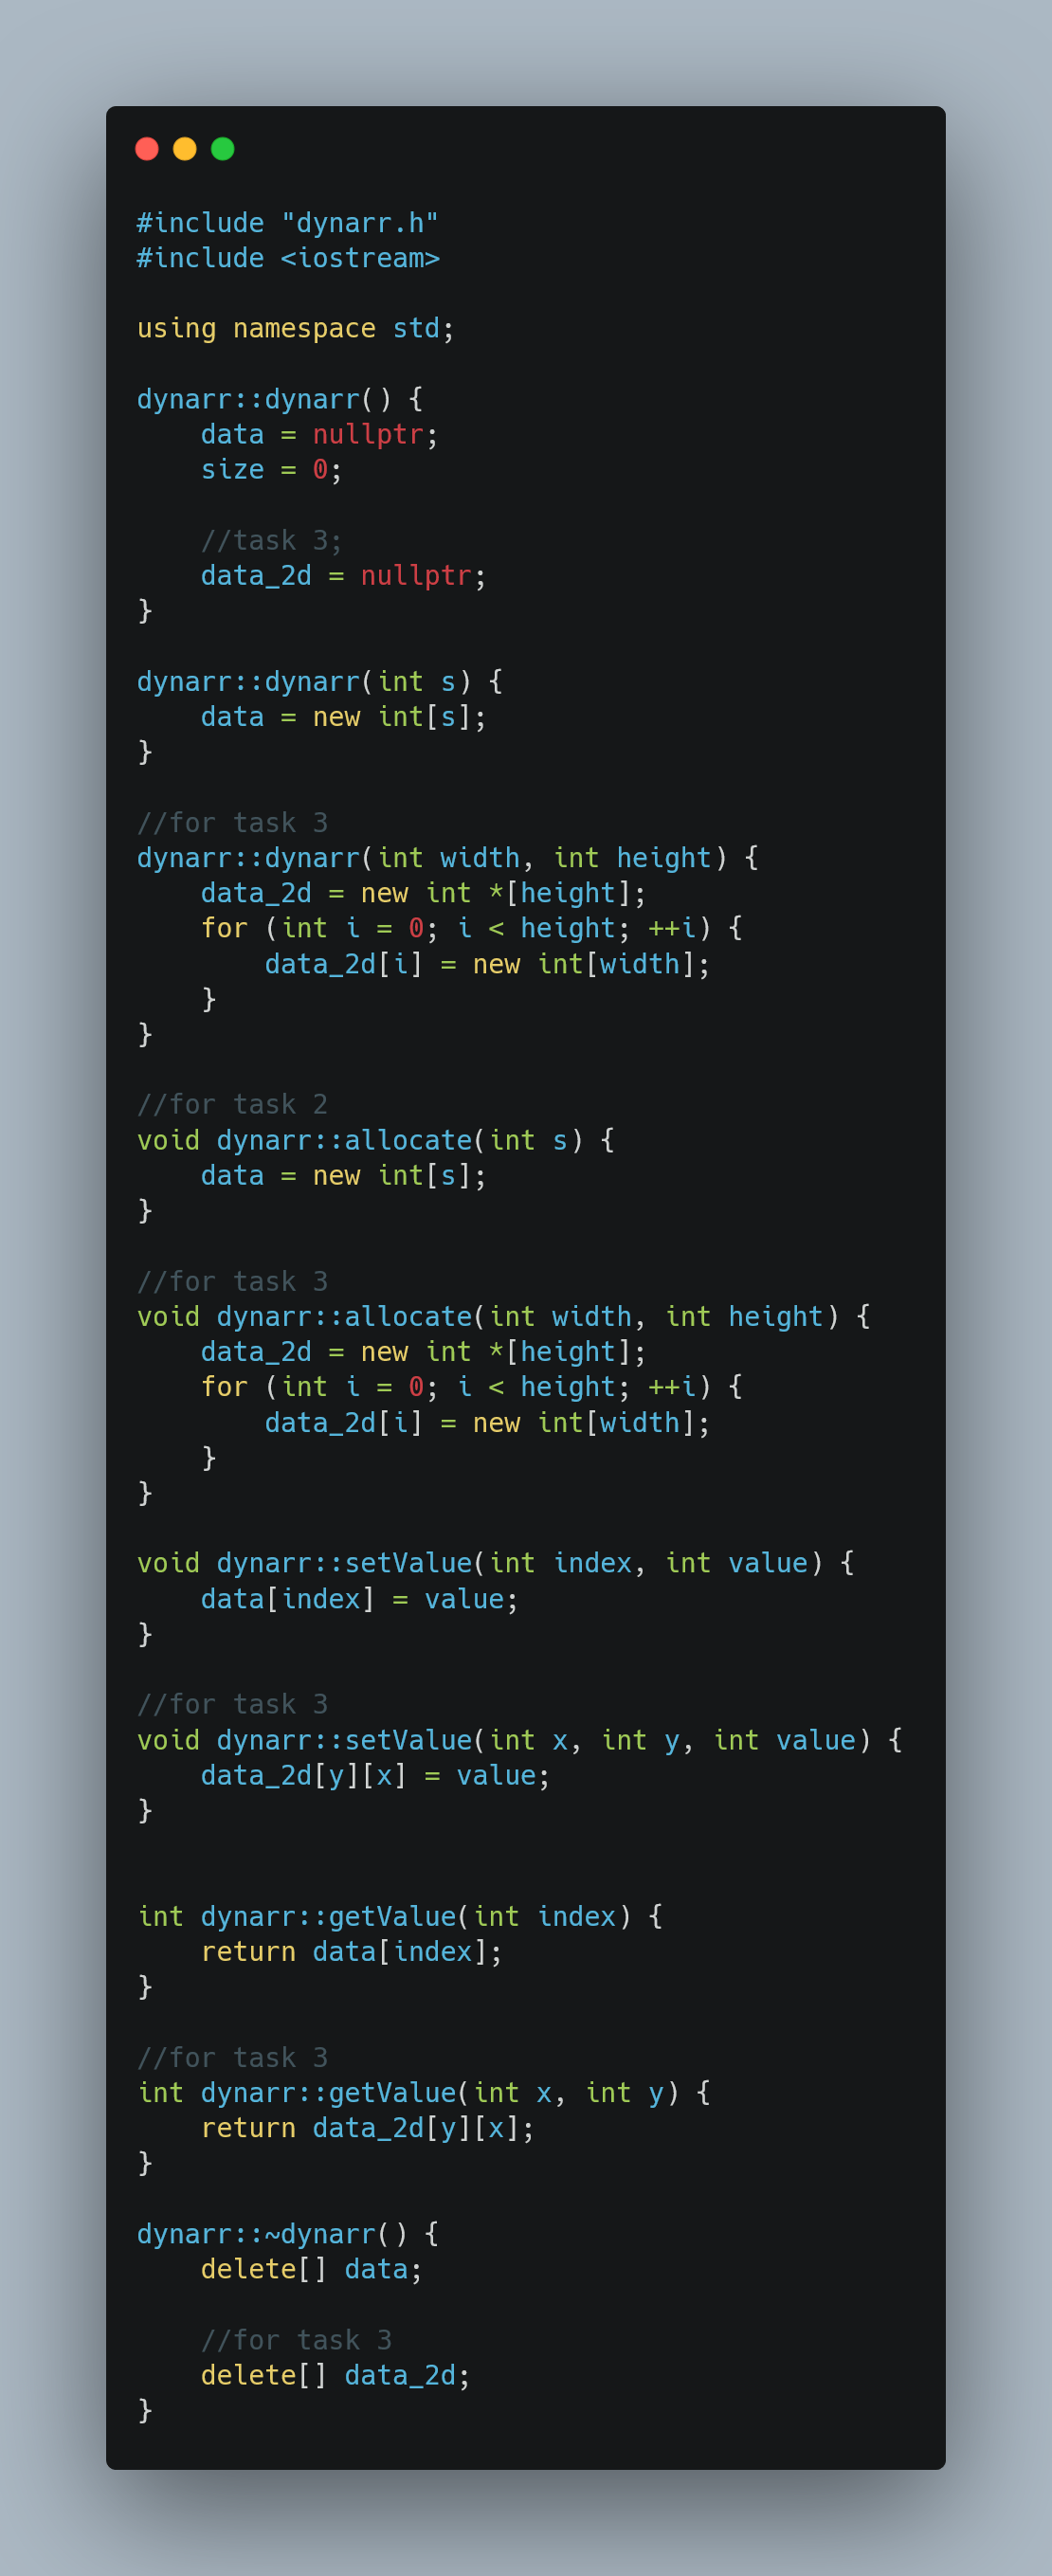 #include "dynarr.h"
#include <iostream>

using namespace std;

dynarr::dynarr() {
    data = nullptr;
    size = 0;

    //task 3;
    data_2d = nullptr;
}

dynarr::dynarr(int s) {
    data = new int[s];
}

//for task 3
dynarr::dynarr(int width, int height) {
    data_2d = new int *[height];
    for (int i = 0; i < height; ++i) {
        data_2d[i] = new int[width];
    }
}

//for task 2
void dynarr::allocate(int s) {
    data = new int[s];
}

//for task 3
void dynarr::allocate(int width, int height) {
    data_2d = new int *[height];
    for (int i = 0; i < height; ++i) {
        data_2d[i] = new int[width];
    }
}

void dynarr::setValue(int index, int value) {
    data[index] = value;
}

//for task 3
void dynarr::setValue(int x, int y, int value) {
    data_2d[y][x] = value;
}


int dynarr::getValue(int index) {
    return data[index];
}

//for task 3
int dynarr::getValue(int x, int y) {
    return data_2d[y][x];
}

dynarr::~dynarr() {
    delete[] data;

    //for task 3
    delete[] data_2d;
}